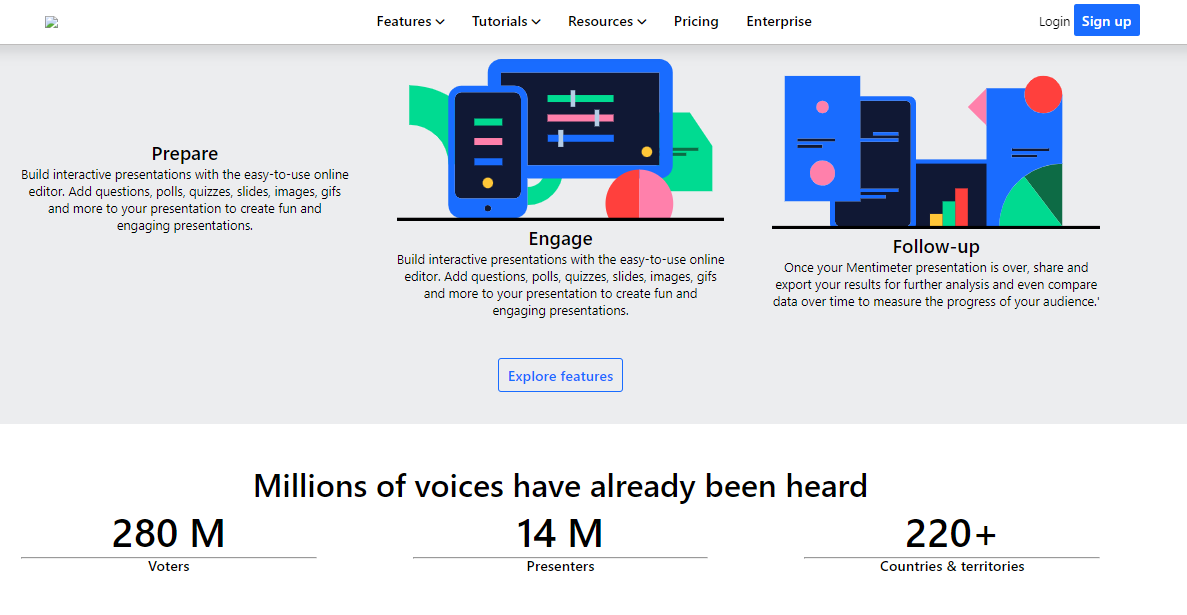 Features Tutorials Resources Pricing Enterprise Login Sign up
Prepare
Build interactive presentations with the easy-to-use online
editor. Add questions, polls, quizzes, slides, images, gifs
and more to your presentation to create fun and
engaging presentations.
Engage
Build interactive presentations with the easy-to-use online
editor. Add questions, polls, quizzes, slides, images, gifs
and more to your presentation to create fun and
engaging presentations.
Follow-up
Once your Mentimeter presentation is over, share and
export your results for further analysis and even compare
data over time to measure the progress of your audience.'
Explore features
Millions of voices have already been heard
280 M
Voters
14 M
Presenters
220+
Countries & territories